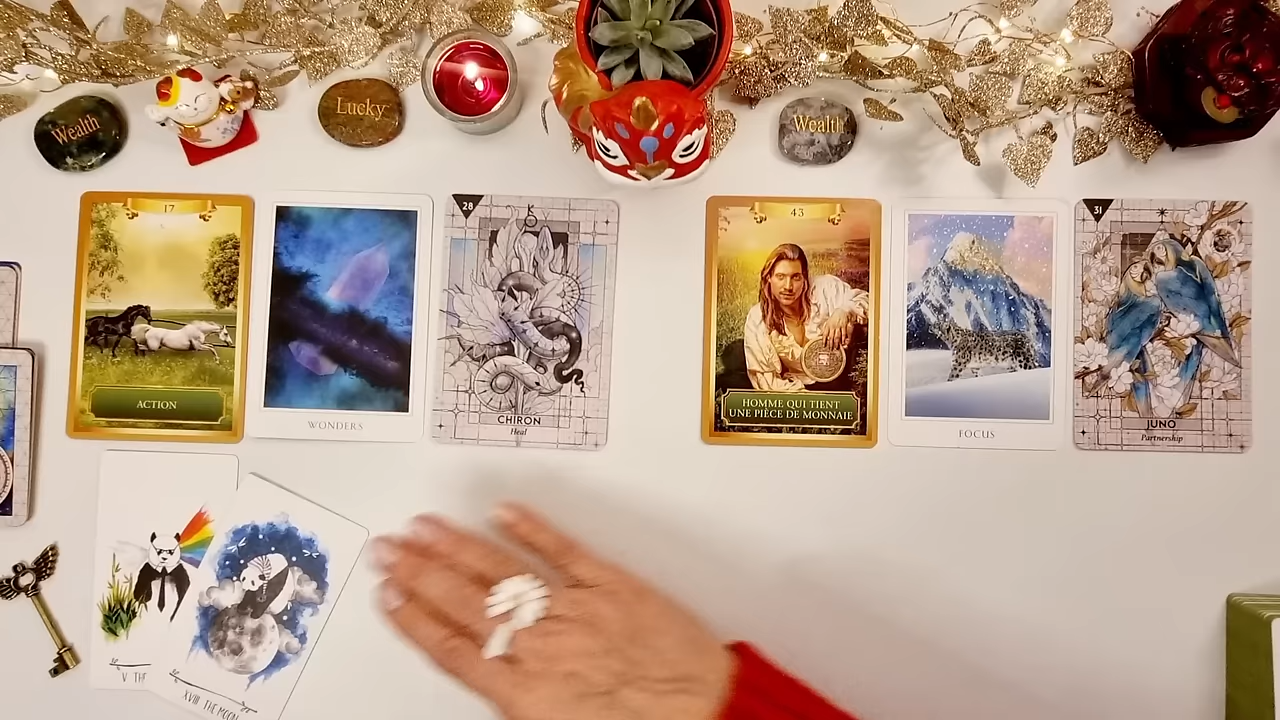 Wealth
Lucky
Wealth
17
ACTION
WONDERS
28
CHIRON
Heal
43
HOMME QUI TIENT
UNE PIÈCE DE MONNAIE
FOCUS
31
JUNO
Partnership
V THE
XVIII THE MOON